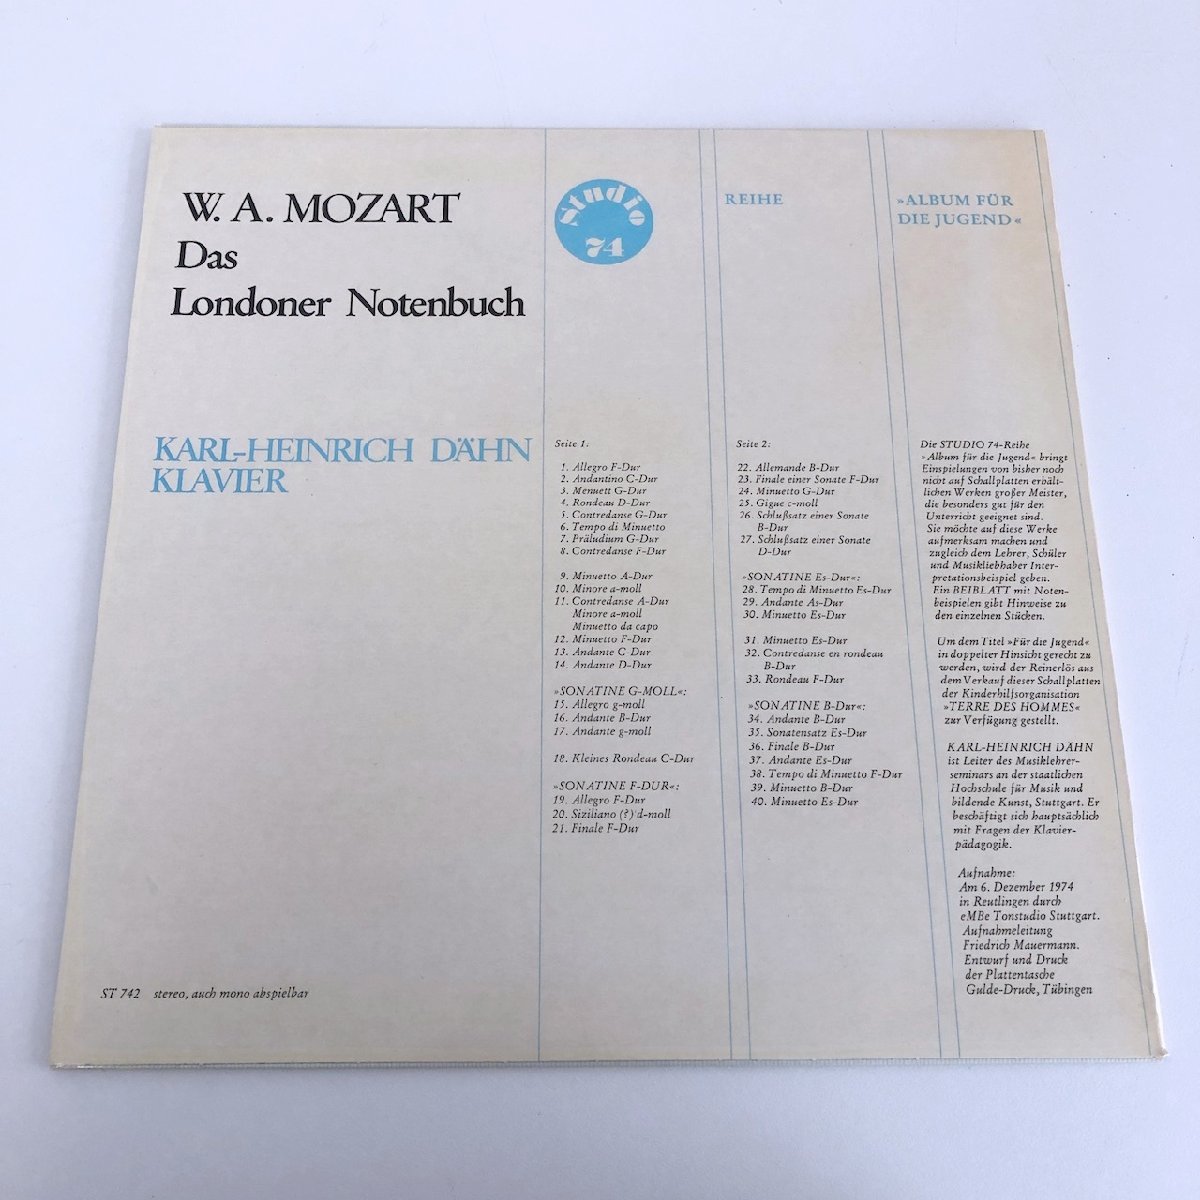 W. A. MOZART
Das
Londoner Notenbuch
KARL-HEINRICH DÄHN
KLAVIER
ST 742 stereo, auch mono abspielbar
Studio
74
REIHE
»ALBUM FÜR
DIE JUGEND«
Seite 1:
1. Allegro F-Dur
2. Andantino C-Dur
3. Menuett G-Dur
4. Rondeau D-Dur
5. Contredanse G-Dur
6. Tempo di Minuetto
7. Präludium G-Dur
8. Contredanse F-Dur
9. Minuetto A-Dur
10. Minore a-moll
11. Contredanse A-Dur
Minore a-moll
Minuetto da capo
12. Minuetto F-Dur
13. Andante C-Dur
14. Andante D-Dur
»SONATINE G-MOLL«:
15. Allegro g-moll
16. Andante B-Dur
17. Andante g-moll
18. Kleines Rondeau C-Dur
»SONATINE F-DUR«:
19. Allegro F-Dur
20. Siziliano (?) d-moll
21. Finale F-Dur
Seite 2:
22. Allemande B-Dur
23. Finale einer Sonate F-Dur
24. Minuetto G-Dur
25. Gigue c-moll
26. Schlußsatz einer Sonate
B-Dur
27. Schlußsatz einer Sonate
D-Dur
»SONATINE Es-Dur«:
28. Tempo di Minuetto Es-Dur
29. Andante As-Dur
30. Minuetto Es-Dur
31. Minuetto Es-Dur
32. Contredanse en rondeau
B-Dur
33. Rondeau F-Dur
»SONATINE B-Dur«:
34. Andante B-Dur
35. Sonatensatz Es-Dur
36. Finale B-Dur
37. Andante Es-Dur
38. Tempo di Minuetto F-Dur
39. Minuetto B-Dur
40. Minuetto Es-Dur
Die STUDIO 74-Reihe
»Album für die Jugend« bringt
Einspielungen von bisher noch
nicht auf Schallplatten erhält-
lichen Werken großer Meister,
die besonders gut für den
Unterricht geeignet sind.
Sie möchte auf diese Werke
aufmerksam machen und
zugleich dem Lehrer, Schüler
und Musikliebhaber Inter-
pretationsbeispiel geben.
Ein BEIBLATT mit Noten-
beispielen gibt Hinweise zu
den einzelnen Stücken.
Um dem Titel »Für die Jugend«
in doppelter Hinsicht gerecht zu
werden, wird der Reinerlös aus
dem Verkauf dieser Schallplatten
der Kinderhilfsorganisation
»TERRE DES HOMMES«
zur Verfügung gestellt.
KARL-HEINRICH DÄHN
ist Leiter des Musiklehrer-
seminars an der staatlichen
Hochschule für Musik und
bildende Kunst, Stuttgart. Er
beschäftigt sich hauptsächlich
mit Fragen der Klavier-
pädagogik.
Aufnahme:
Am 6. Dezember 1974
in Reutlingen durch
eMBe Tonstudio Stuttgart.
Aufnahmeleitung
Friedrich Mauermann.
Entwurf und Druck
der Plattentasche
Gulde-Druck, Tübingen